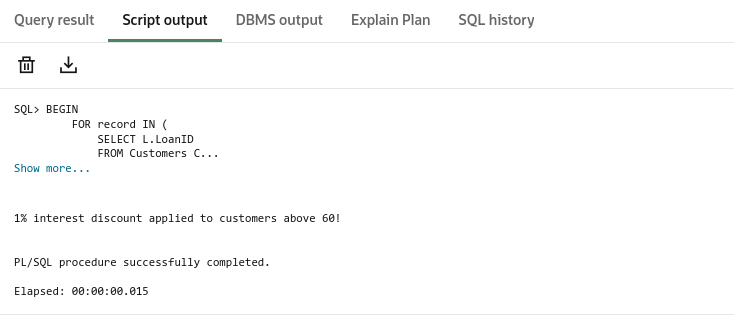 Query result Script output DBMS output Explain Plan SQL history
SQL> BEGIN
         FOR record IN (
             SELECT L.LoanID
             FROM Customers C...
Show more...
1% interest discount applied to customers above 60!
PL/SQL procedure successfully completed.
Elapsed: 00:00:00.015